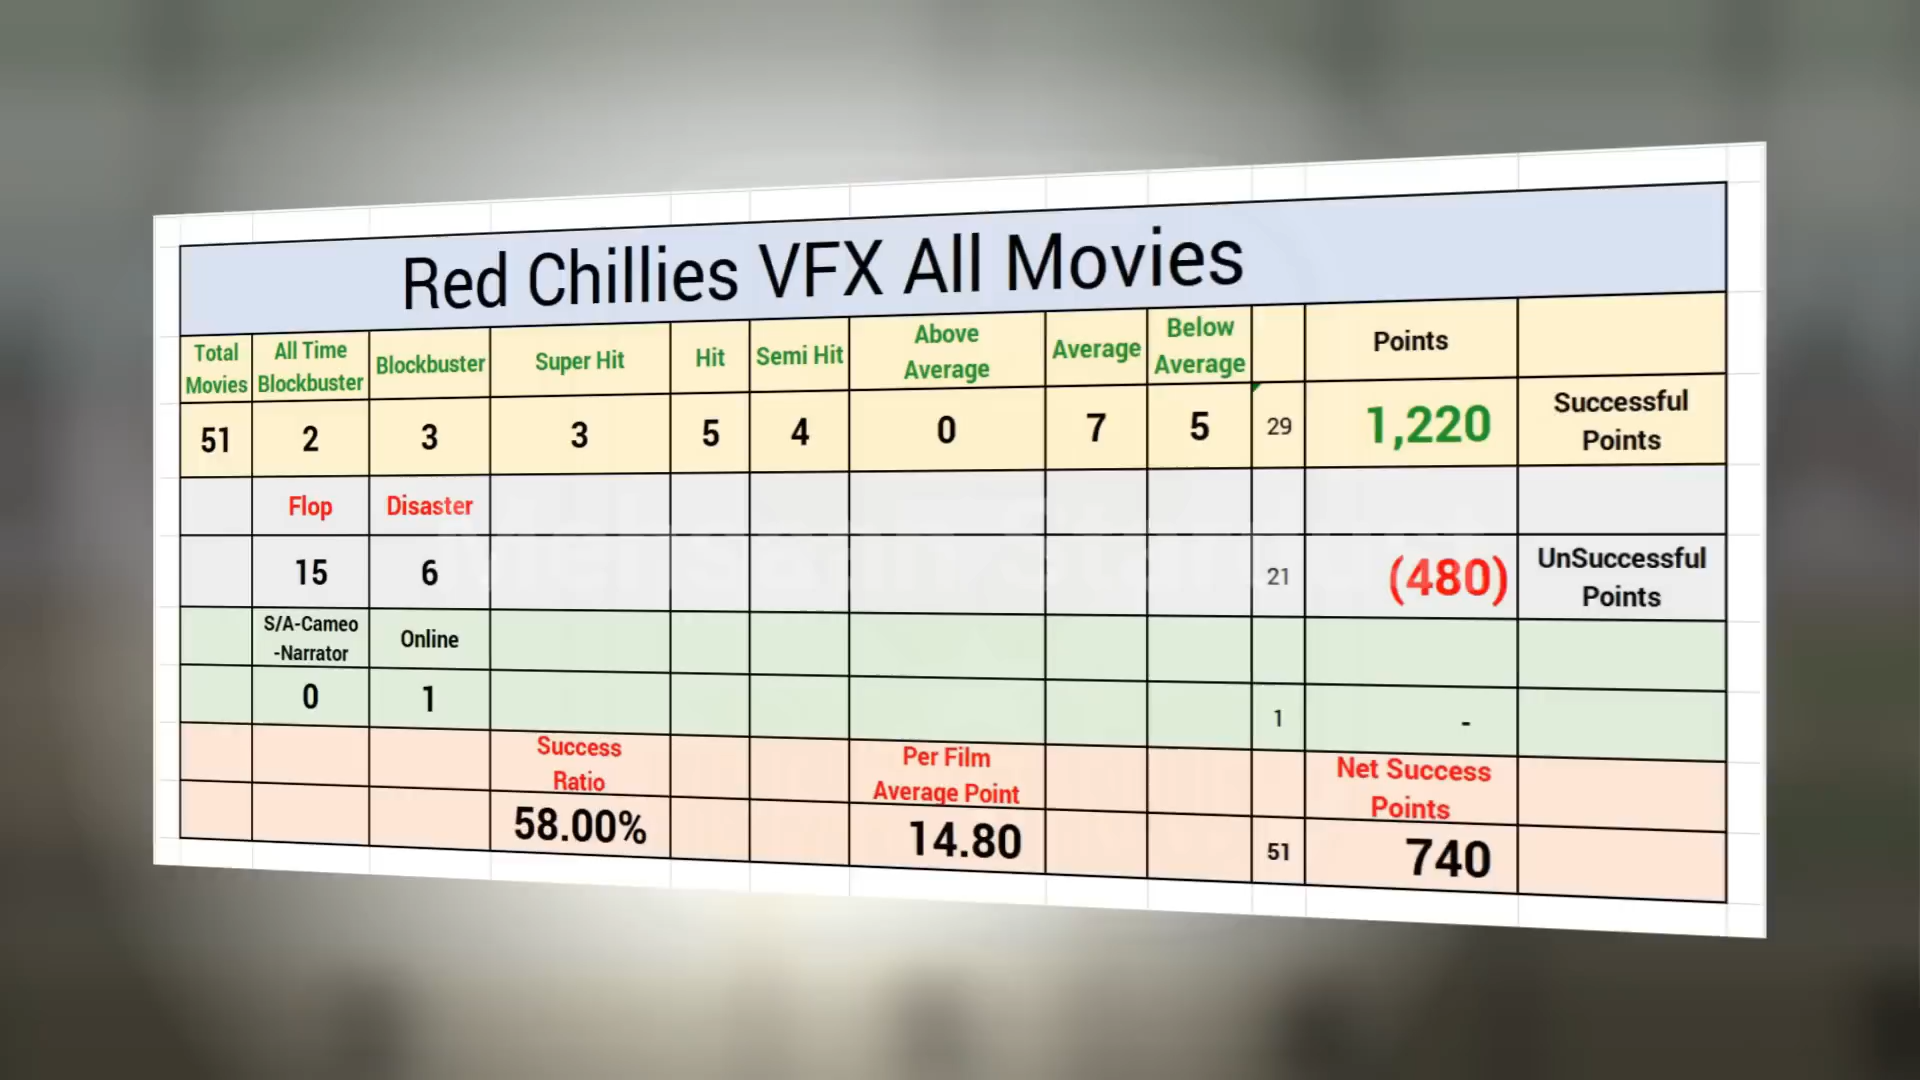 Red Chillies VFX All Movies
Total Movies All Time Blockbuster Blockbuster Super Hit Hit Semi Hit Above Average Average Below Average Points
51 2 3 3 5 4 0 7 5 29 1,220 Successful Points
Flop Disaster
15 6 21 (480) UnSuccessful Points
S/A-Cameo -Narrator Online
0 1 1 -
Success Ratio Per Film Average Point Net Success Points
58.00% 14.80 51 740